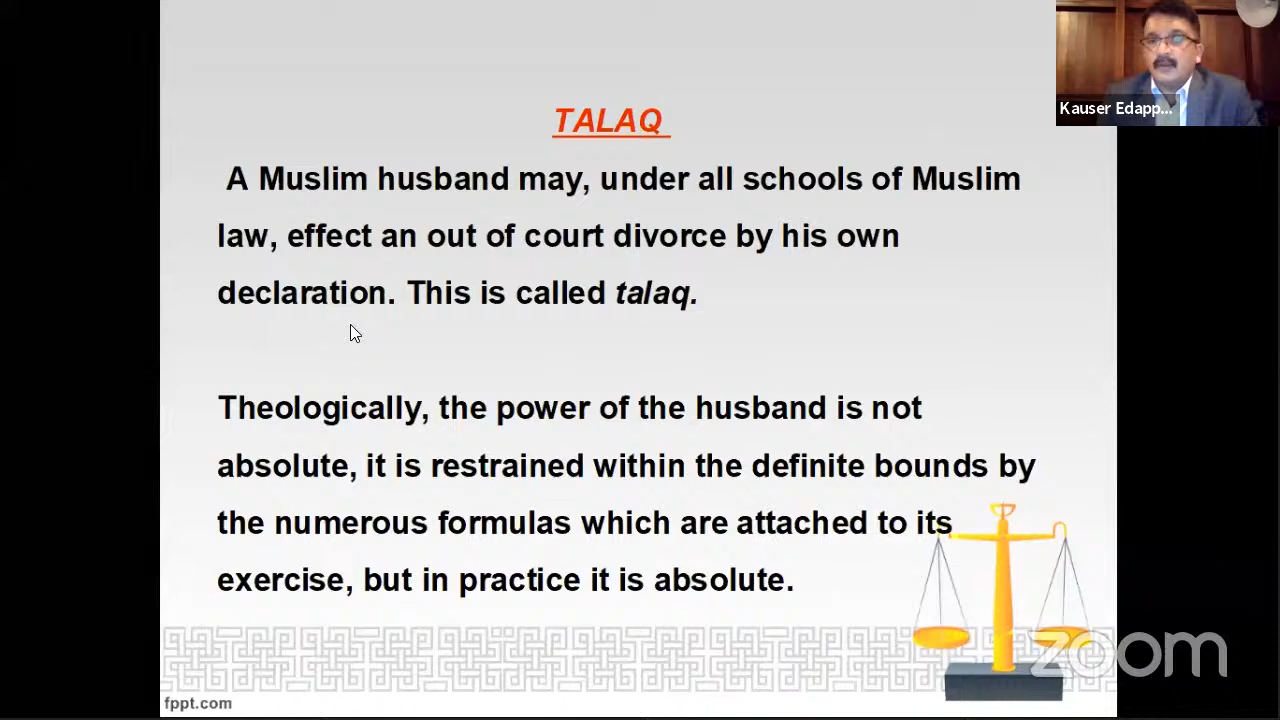 TALAQ
A Muslim husband may, under all schools of Muslim
law, effect an out of court divorce by his own
declaration. This is called talaq.
Theologically, the power of the husband is not
absolute, it is restrained within the definite bounds by
the numerous formulas which are attached to its
exercise, but in practice it is absolute.
Kauser Edapp...
zoom
fppt.com